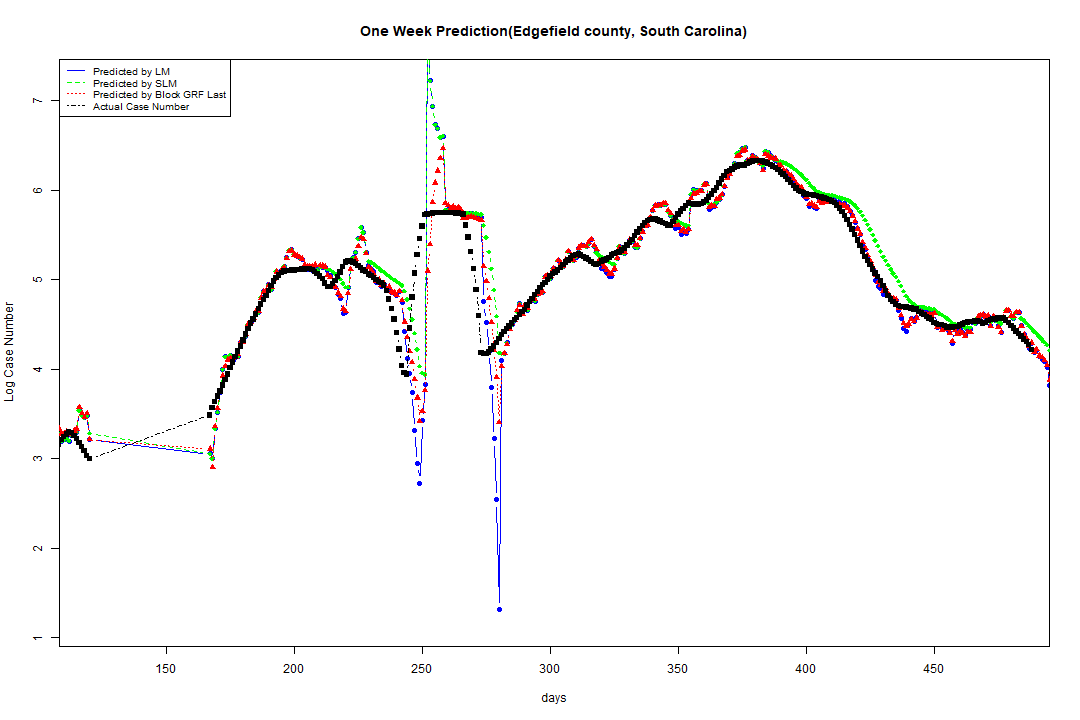 One Week Prediction(Edgefield county, South Carolina)
Predicted by LM
Predicted by SLM
Predicted by Block GRF Last
Actual Case Number
7
6
5
4
3
2
1
Log Case Number
150 200 250 300 350 400 450
days